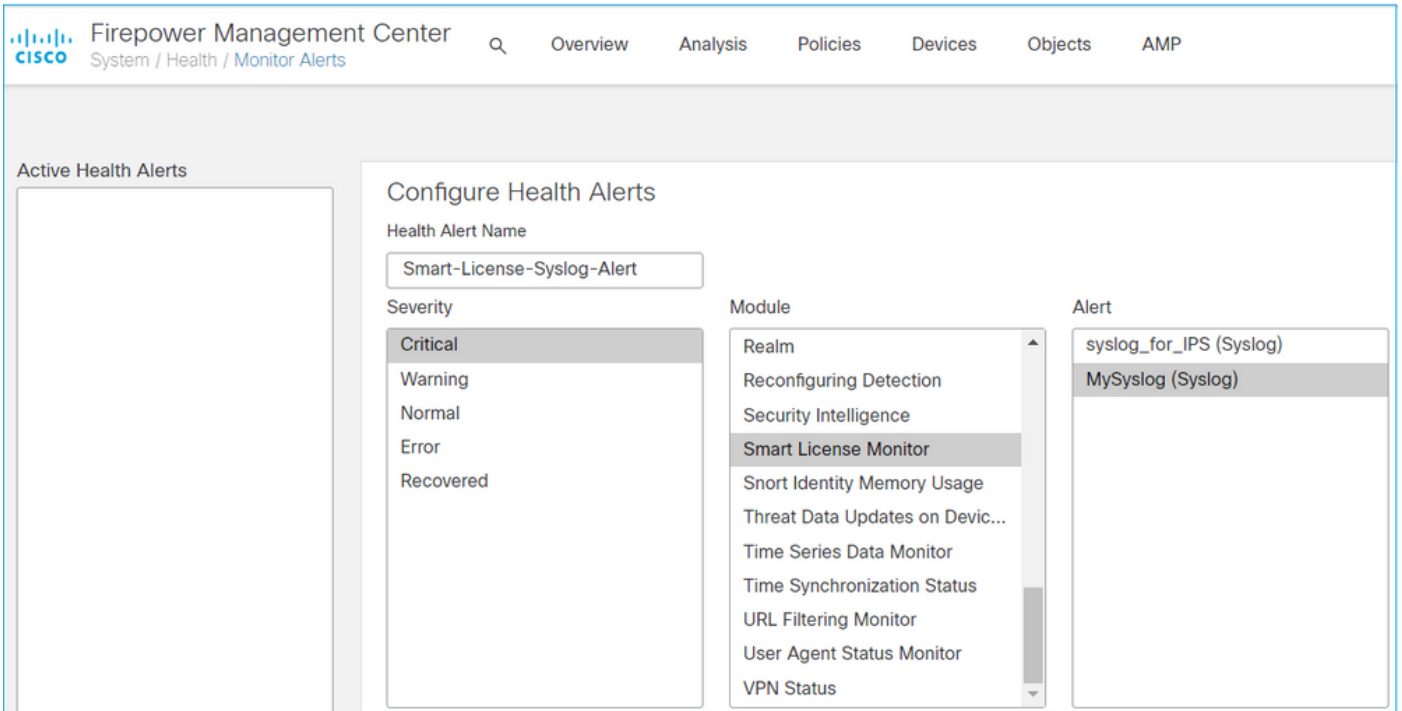 Firepower Management Center
CISCO
System / Health / Monitor Alerts
Overview Analysis Policies Devices Objects AMP
Active Health Alerts
Configure Health Alerts
Health Alert Name
Smart-License-Syslog-Alert
Severity
Critical
Warning
Normal
Error
Recovered
Module
Realm
Reconfiguring Detection
Security Intelligence
Smart License Monitor
Snort Identity Memory Usage
Threat Data Updates on Devic...
Time Series Data Monitor
Time Synchronization Status
URL Filtering Monitor
User Agent Status Monitor
VPN Status
Alert
syslog_for_IPS (Syslog)
MySyslog (Syslog)